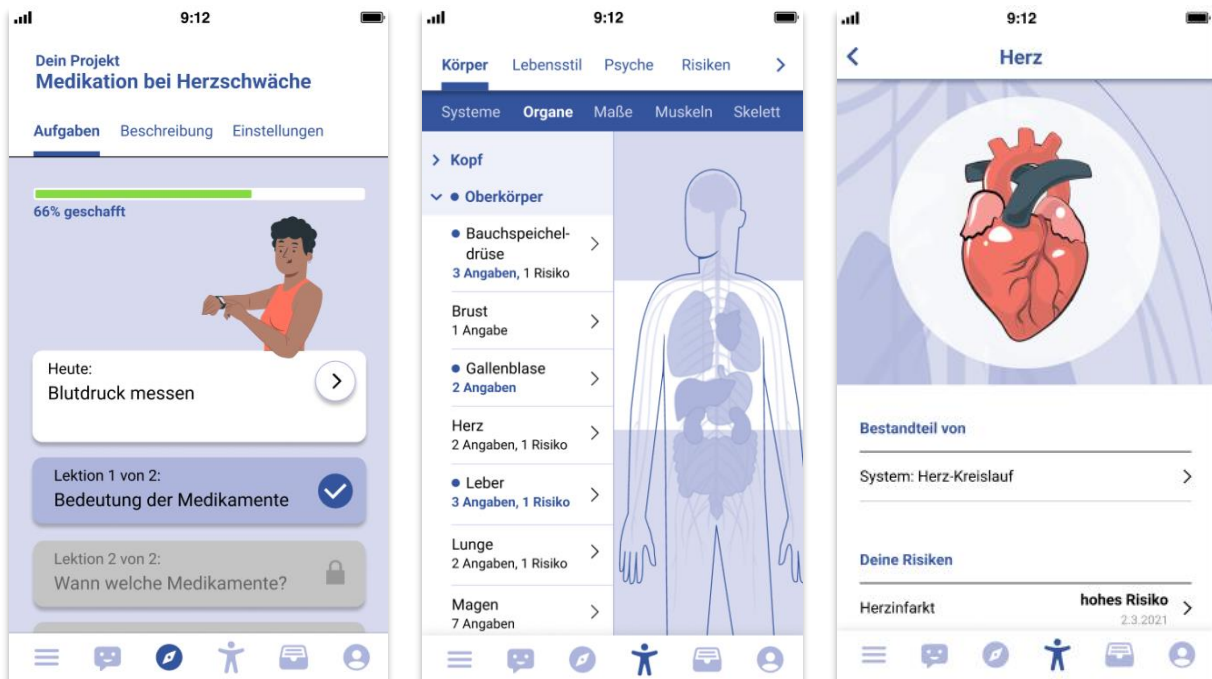 9:12
Dein Projekt
Medikation bei Herzschwäche
Aufgaben Beschreibung Einstellungen
66% geschafft
Heute:
Blutdruck messen
Lektion 1 von 2:
Bedeutung der Medikamente
Lektion 2 von 2:
Wann welche Medikamente?
9:12
Körper Lebensstil Psyche Risiken
Systeme Organe Maße Muskeln Skelett
Kopf
Oberkörper
Bauchspeichel-
drüse
3 Angaben, 1 Risiko
Brust
1 Angabe
Gallenblase
2 Angaben
Herz
2 Angaben, 1 Risiko
Leber
3 Angaben, 1 Risiko
Lunge
2 Angaben, 1 Risiko
Magen
7 Angaben
9:12
Herz
Bestandteil von
System: Herz-Kreislauf
Deine Risiken
Herzinfarkt hohes Risiko
2.3.2021